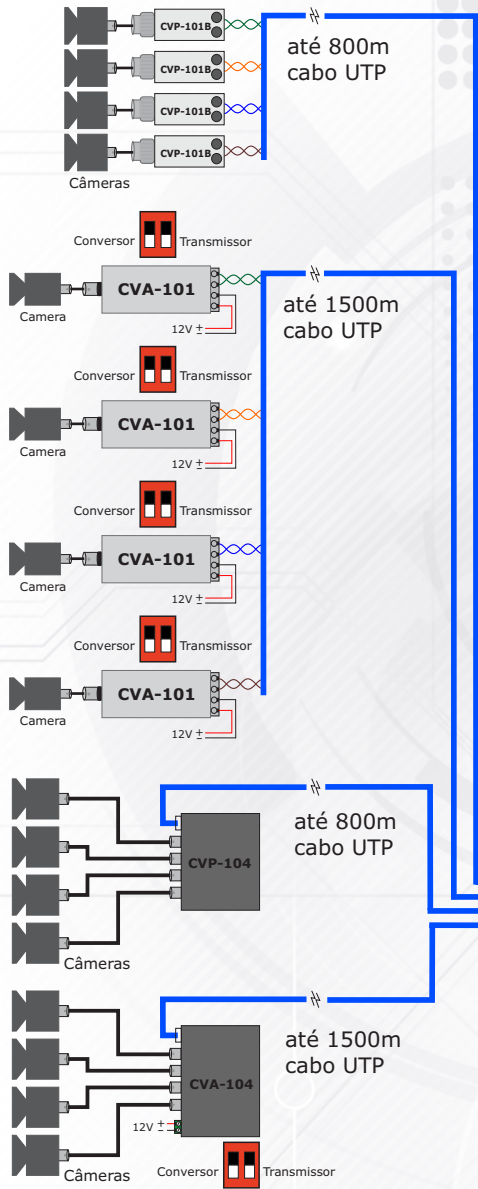 CVP-101B
CVP-101B
CVP-101B
CVP-101B
Câmeras
até 800m
cabo UTP
Conversor Transmissor
CVA-101
Camera
12V ±
até 1500m
cabo UTP
Conversor Transmissor
CVA-101
Camera
12V ±
Conversor Transmissor
CVA-101
Camera
12V ±
Conversor Transmissor
CVA-101
Camera
12V ±
CVP-104
Câmeras
até 800m
cabo UTP
CVA-104
12V ±
Câmeras
até 1500m
cabo UTP
Conversor Transmissor